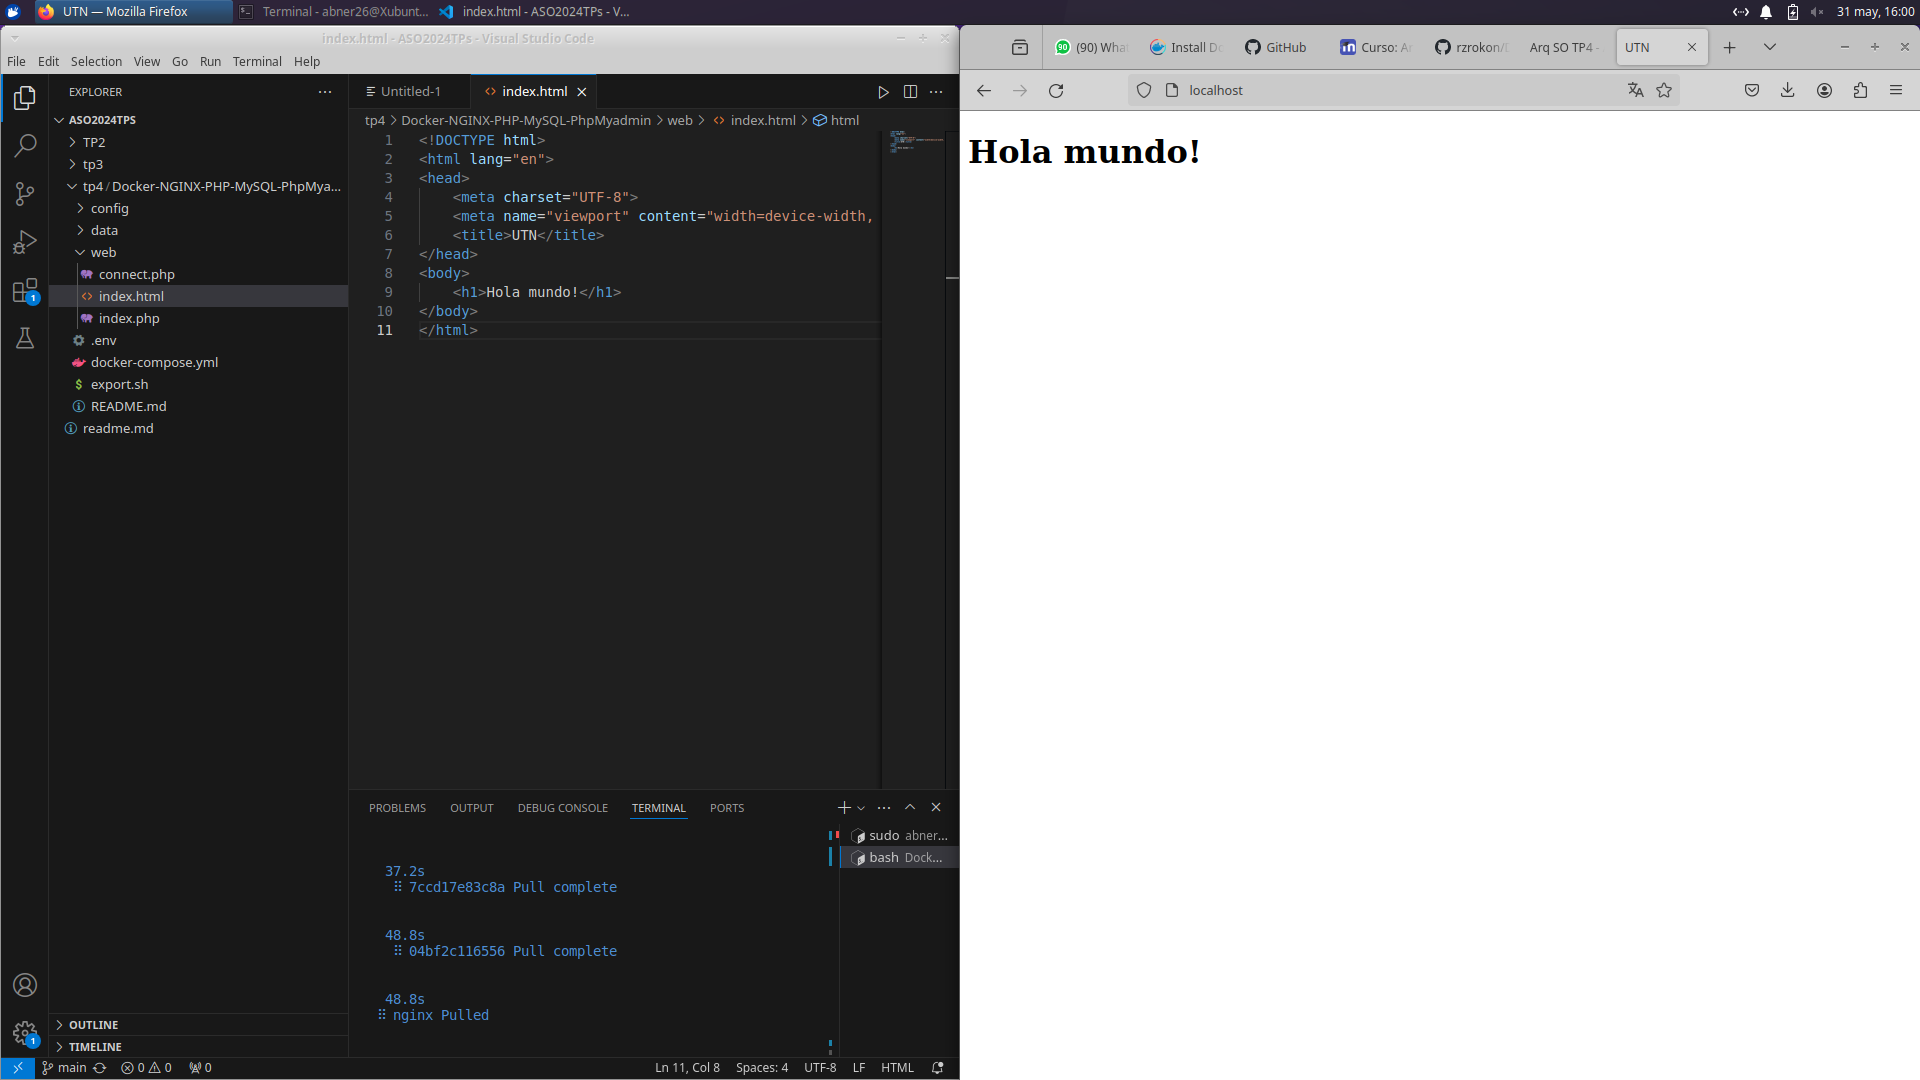 UTN — Mozilla Firefox
Terminal - abner26@Xubunt...
index.html - ASO2024TPs - V...
31 may, 16:00
index.html - ASO2024TPs - Visual Studio Code
File Edit Selection View Go Run Terminal Help
EXPLORER
ASO2024TPS
TP2
tp3
tp4 / Docker-NGINX-PHP-MySQL-PhpMya...
config
data
web
connect.php
index.html
index.php
.env
docker-compose.yml
export.sh
README.md
readme.md
OUTLINE
TIMELINE
1
1
Untitled-1
index.html
tp4 > Docker-NGINX-PHP-MySQL-PhpMyadmin > web > index.html > html
1 <!DOCTYPE html>
2 <html lang="en">
3 <head>
4 <meta charset="UTF-8">
5 <meta name="viewport" content="width=device-width,
6 <title>UTN</title>
7 </head>
8 <body>
9 <h1>Hola mundo!</h1>
10 </body>
11 </html>
PROBLEMS OUTPUT DEBUG CONSOLE TERMINAL PORTS
37.2s
7ccd17e83c8a Pull complete
48.8s
04bf2c116556 Pull complete
48.8s
nginx Pulled
sudo abner...
bash Dock...
main 0 0 0
Ln 11, Col 8 Spaces: 4 UTF-8 LF HTML
(90) Wha
Install Do
GitHub
Curso: A
rzrokon/
Arq SO TP4 -
UTN
localhost
Hola mundo!